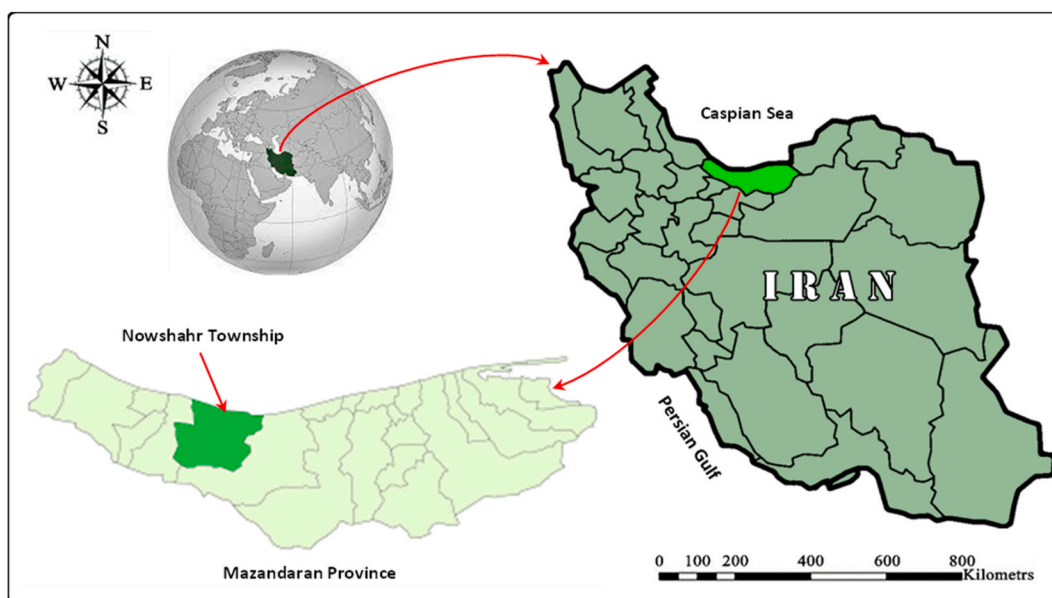 N
W E
S
Caspian Sea
IRAN
Nowshahr Township
Persian Gulf
Mazandaran Province
0 100 200 400 600 800
Kilometrs